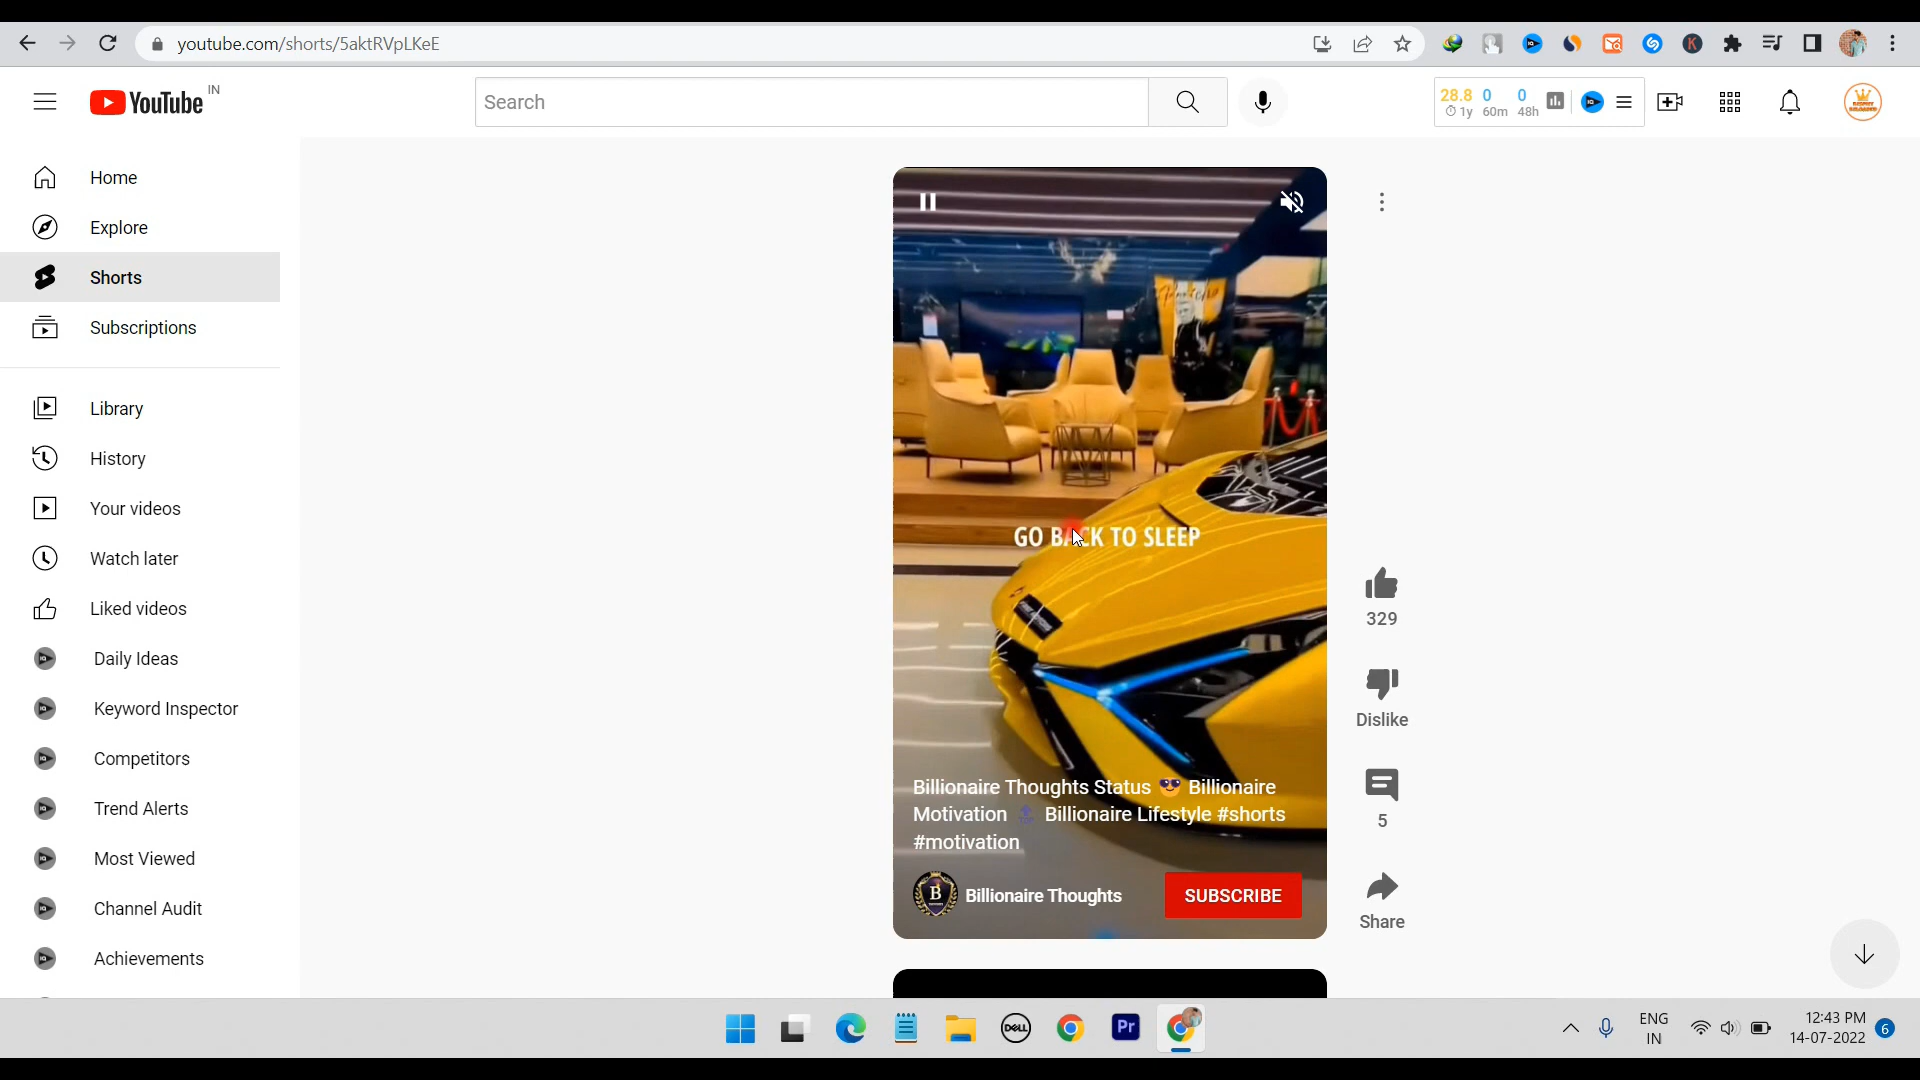 youtube.com/shorts/5aktRVpLKeE
YouTube IN
Search
28.8 0 0
1y 60m 48h
Home
Explore
Shorts
Subscriptions
Library
History
Your videos
Watch later
Liked videos
Daily Ideas
Keyword Inspector
Competitors
Trend Alerts
Most Viewed
Channel Audit
Achievements
GO BACK TO SLEEP
Billionaire Thoughts Status 😎 Billionaire
Motivation 🔝 Billionaire Lifestyle #shorts
#motivation
B
Billionaire Thoughts
SUBSCRIBE
329
Dislike
5
Share
DELL
Pr
ENG
IN
12:43 PM
14-07-2022
6